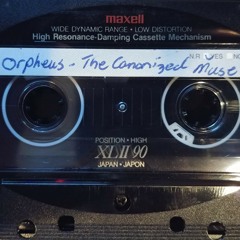 maxell
WIDE DYNAMIC RANGE • LOW DISTORTION
High Resonance-Damping Cassette Mechanism
Orpheus - The Canonized Muse
N.R. YES
POSITION • HIGH
XLII 90
JAPAN • JAPON